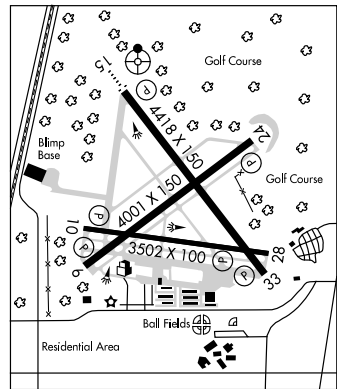 Golf Course
15
P
4418 X 150
24
Blimp
Base
Golf Course
4001 X 150
P
P
10
3502 X 100
P
P
P
28
6
33
Ball Fields
Residential Area